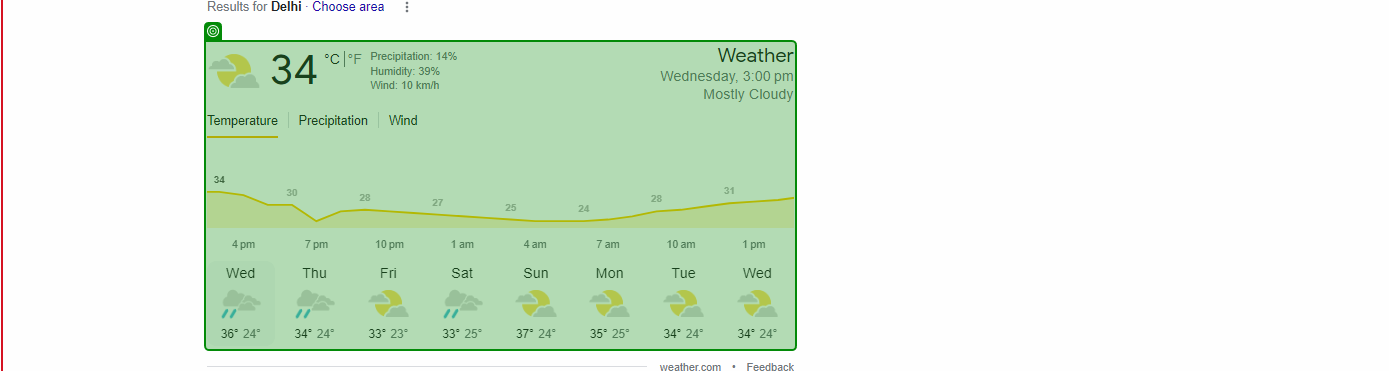 Results for Delhi · Choose area
34 °C | °F
Precipitation: 14%
Humidity: 39%
Wind: 10 km/h
Weather
Wednesday, 3:00 pm
Mostly Cloudy
Temperature Precipitation Wind
34 30 28 27 25 24 28 31
4 pm 7 pm 10 pm 1 am 4 am 7 am 10 am 1 pm
Wed Thu Fri Sat Sun Mon Tue Wed
36° 24° 34° 24° 33° 23° 33° 25° 37° 24° 35° 25° 34° 24° 34° 24°
weather.com • Feedback